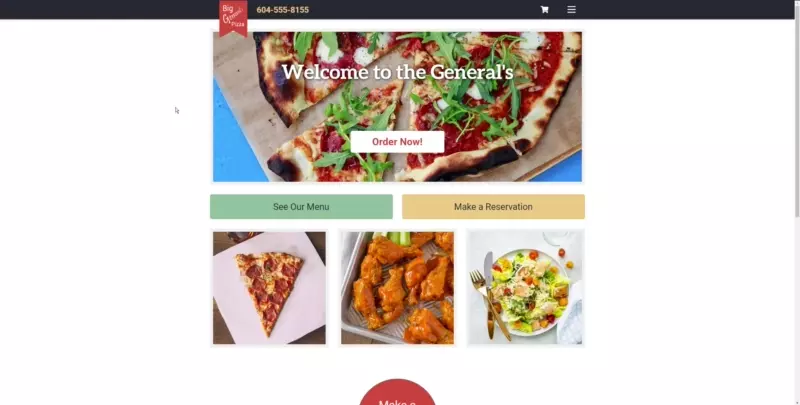 Big
General's
Pizza
604-555-8155
Welcome to the General's
Order Now!
See Our Menu
Make a Reservation
Make a